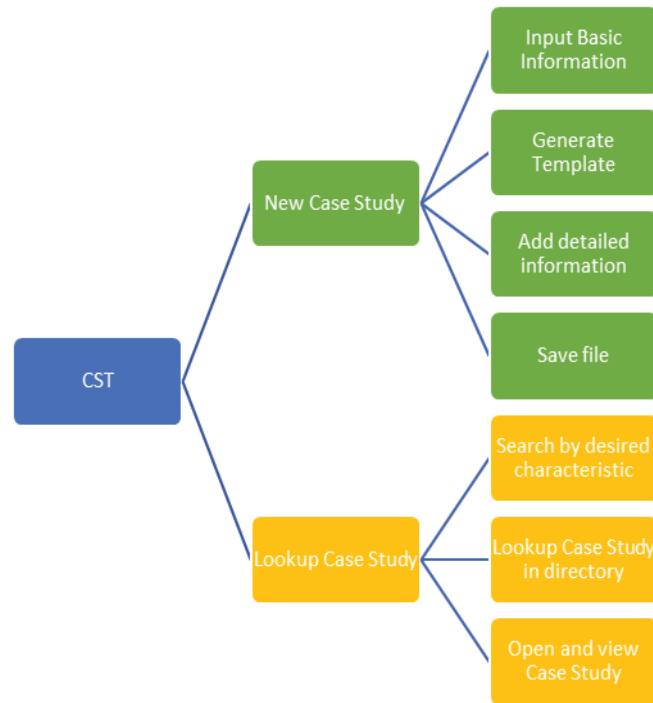 Input Basic
Information
Generate
Template
New Case Study
Add detailed
information
Save file
CST
Search by desired
characteristic
Lookup Case Study
Lookup Case Study
in directory
Open and view
Case Study